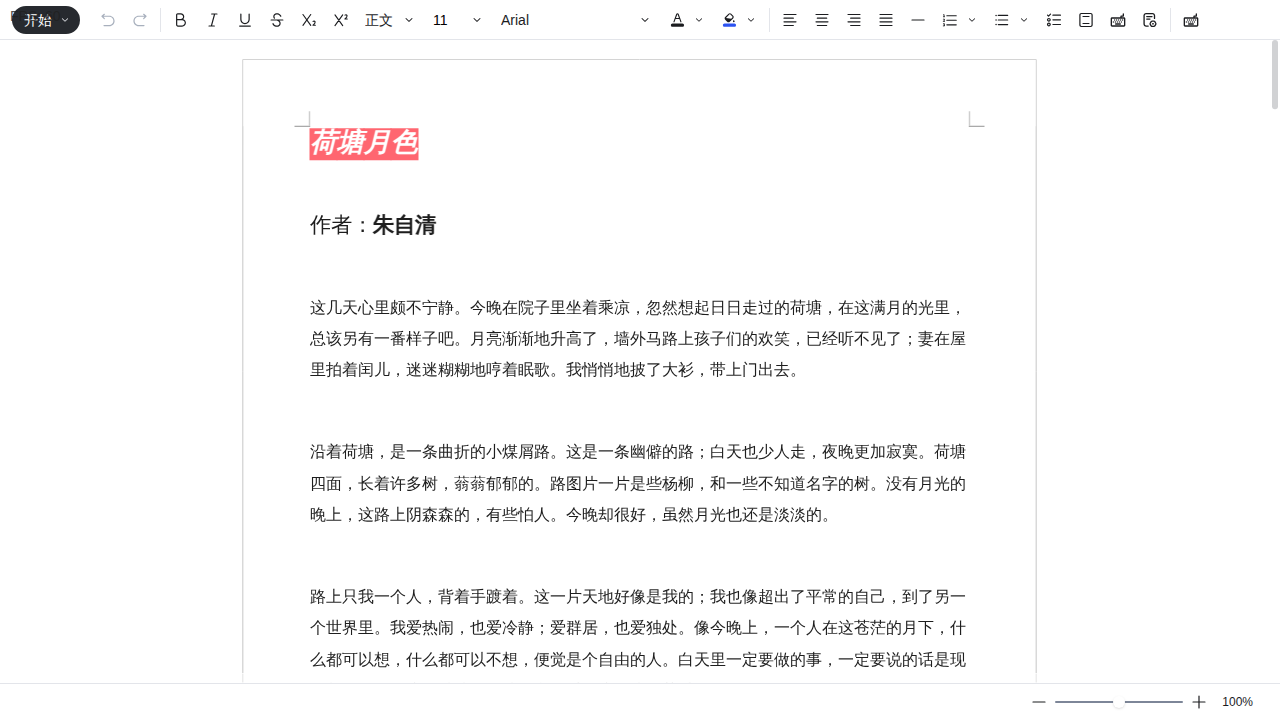 开始
正文
11
Arial
荷塘月色
作者：朱自清
这几天心里颇不宁静。今晚在院子里坐着乘凉，忽然想起日日走过的荷塘，在这满月的光里，
总该另有一番样子吧。月亮渐渐地升高了，墙外马路上孩子们的欢笑，已经听不见了；妻在屋
里拍着闰儿，迷迷糊糊地哼着眠歌。我悄悄地披了大衫，带上门出去。
沿着荷塘，是一条曲折的小煤屑路。这是一条幽僻的路；白天也少人走，夜晚更加寂寞。荷塘
四面，长着许多树，蓊蓊郁郁的。路图片一片是些杨柳，和一些不知道名字的树。没有月光的
晚上，这路上阴森森的，有些怕人。今晚却很好，虽然月光也还是淡淡的。
路上只我一个人，背着手踱着。这一片天地好像是我的；我也像超出了平常的自己，到了另一
个世界里。我爱热闹，也爱冷静；爱群居，也爱独处。像今晚上，一个人在这苍茫的月下，什
么都可以想，什么都可以不想，便觉是个自由的人。白天里一定要做的事，一定要说的话是现
100%